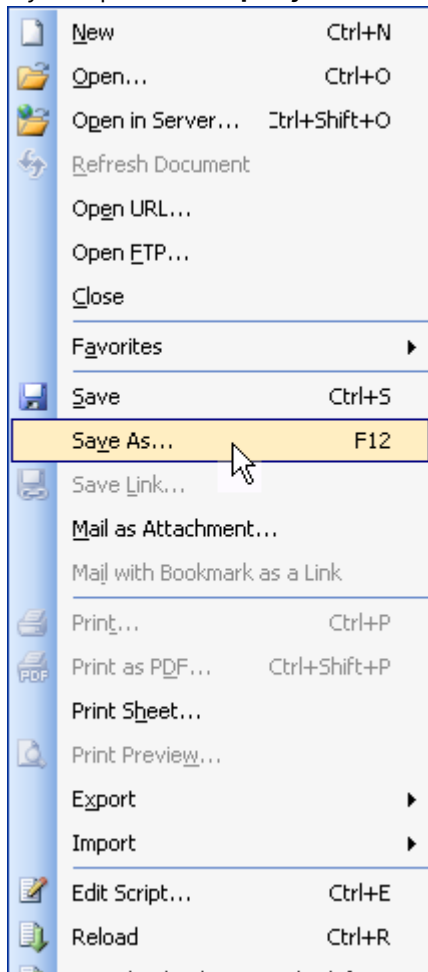 New Ctrl+N
Open... Ctrl+O
Open in Server... Ctrl+Shift+O
Refresh Document
Open URL...
Open FTP...
Close
Favorites
Save Ctrl+S
Save As... F12
Save Link...
Mail as Attachment...
Mail with Bookmark as a Link
Print... Ctrl+P
Print as PDF... Ctrl+Shift+P
Print Sheet...
Print Preview...
Export
Import
Edit Script... Ctrl+E
Reload Ctrl+R